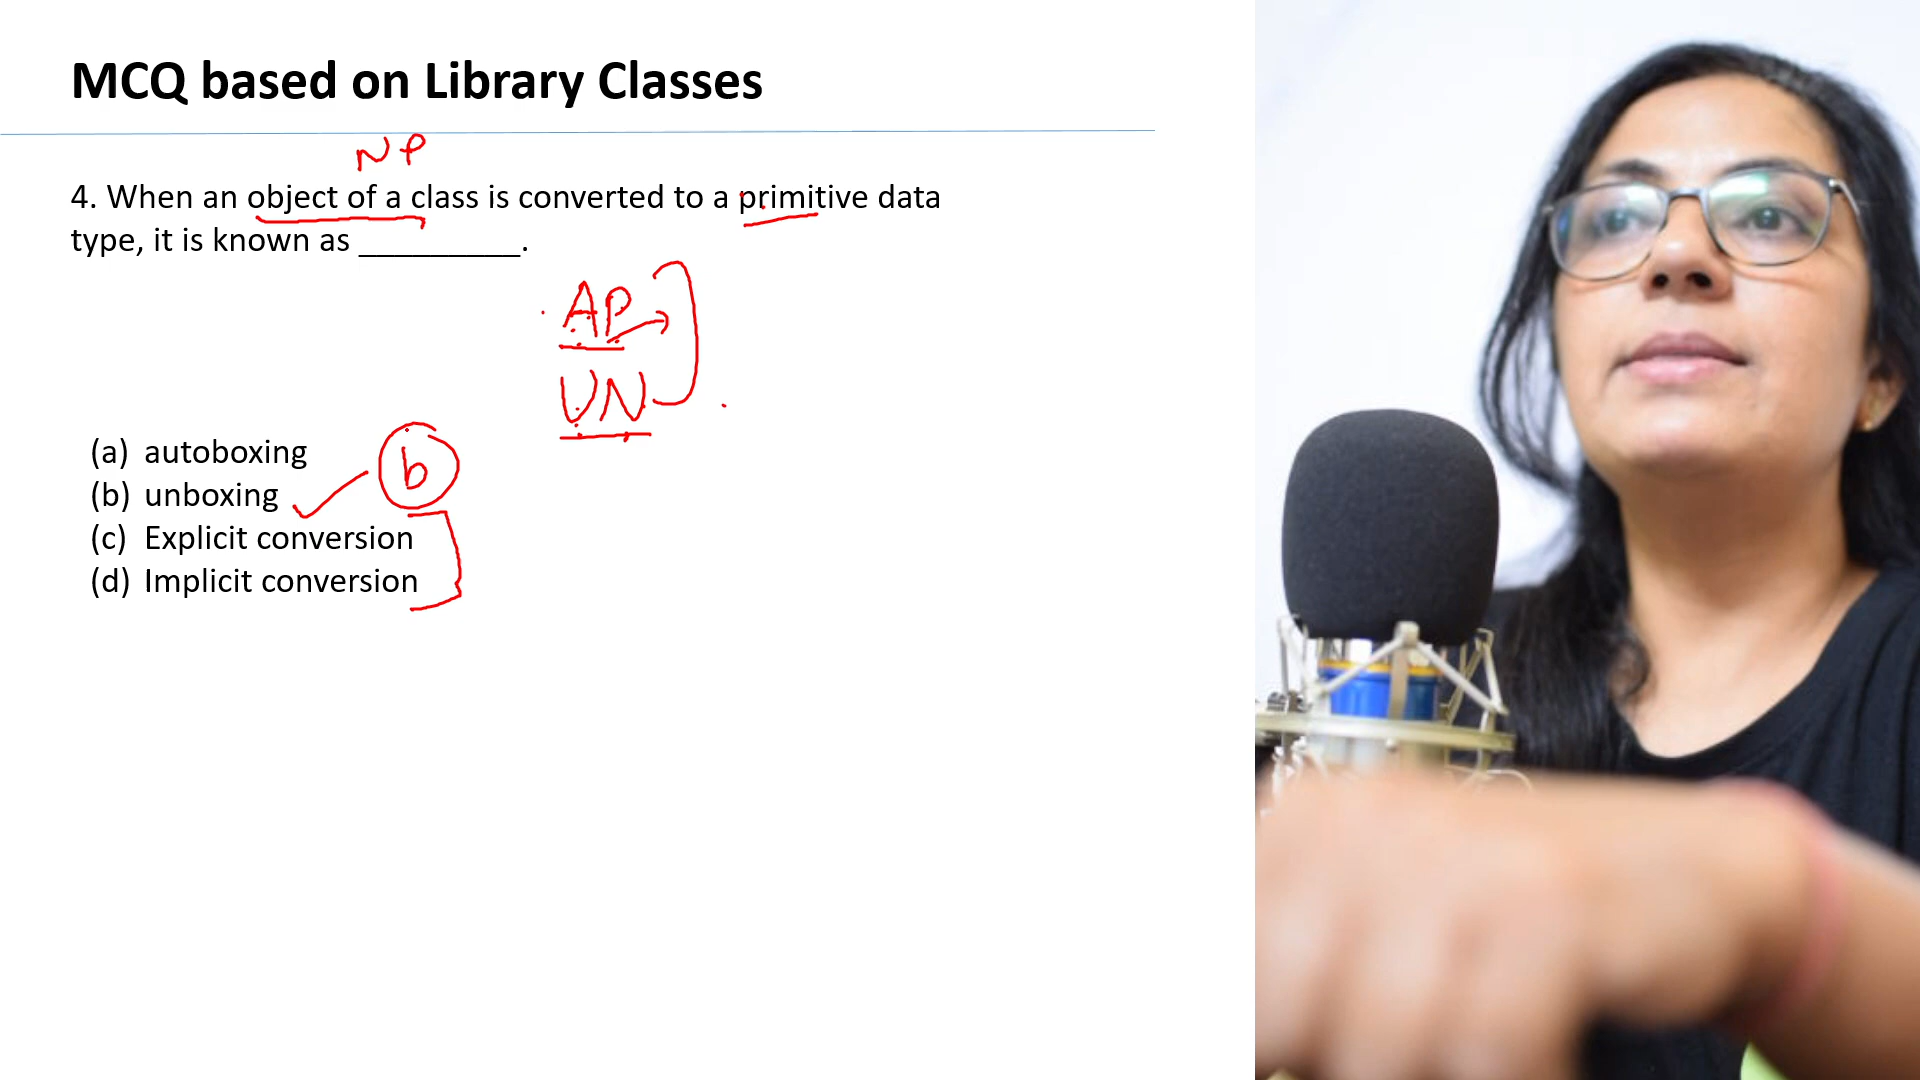 MCQ based on Library Classes
NP
4. When an object of a class is converted to a primitive data
type, it is known as _________.
AP
UN
(a) autoboxing
b
(b) unboxing
(c) Explicit conversion
(d) Implicit conversion